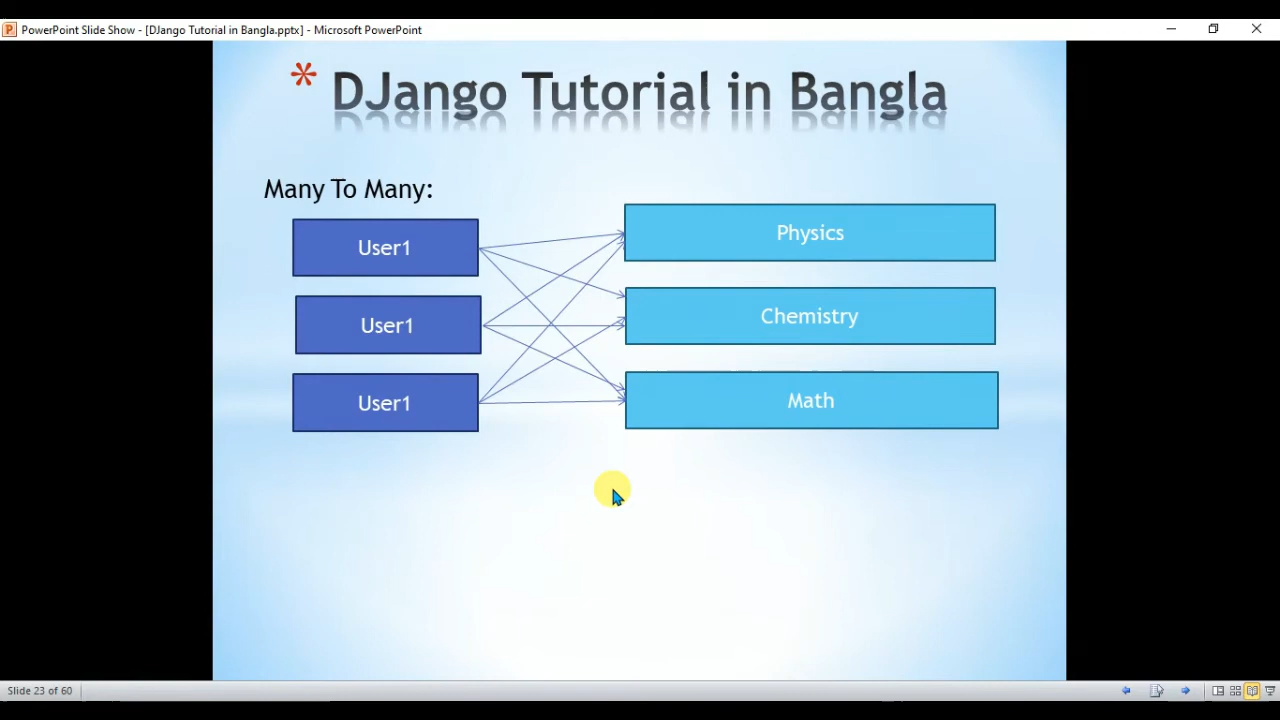 PowerPoint Slide Show - [DJango Tutorial in Bangla.pptx] - Microsoft PowerPoint
* DJango Tutorial in Bangla
Many To Many:
User1
Physics
User1
Chemistry
User1
Math
Slide 23 of 60